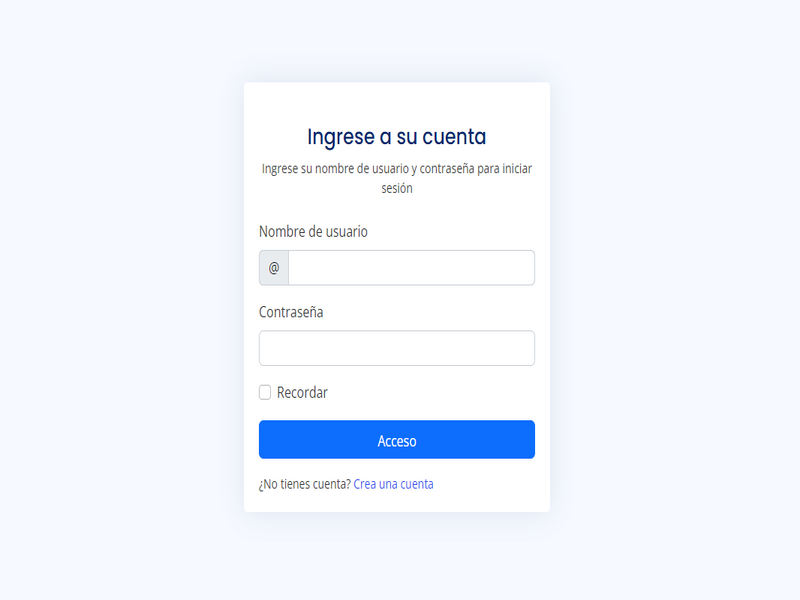 Ingrese a su cuenta
Ingrese su nombre de usuario y contraseña para iniciar
sesión
Nombre de usuario
@
Contraseña
Recordar
Acceso
¿No tienes cuenta? Crea una cuenta